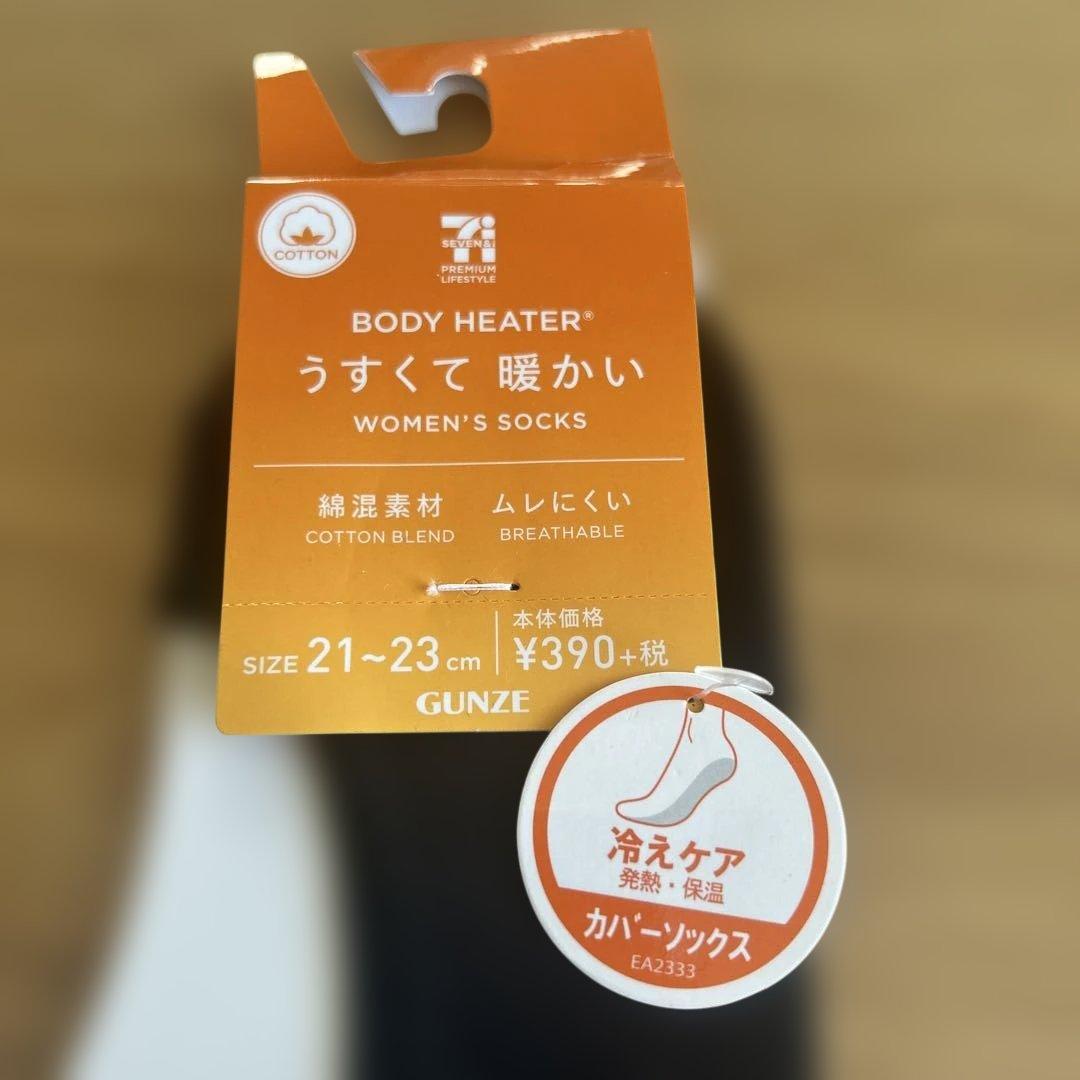 COTTON
SEVEN&i
PREMIUM
LIFESTYLE
BODY HEATER®
うすくて 暖かい
WOMEN'S SOCKS
綿混素材 ムレにくい
COTTON BLEND BREATHABLE
本体価格
SIZE 21~23cm ¥390+税
GUNZE
冷えケア
発熱・保温
カバーソックス
EA2333